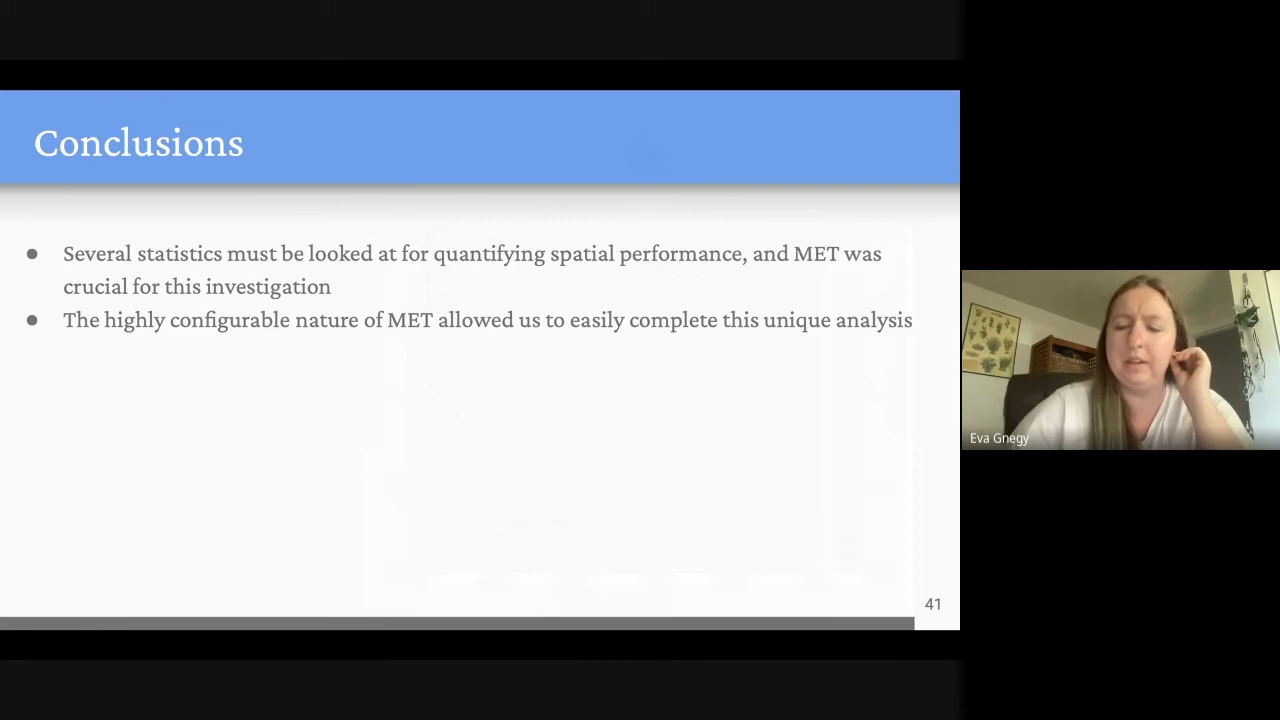 Conclusions
● Several statistics must be looked at for quantifying spatial performance, and MET was
crucial for this investigation
● The highly configurable nature of MET allowed us to easily complete this unique analysis
Eva Gnegy
41